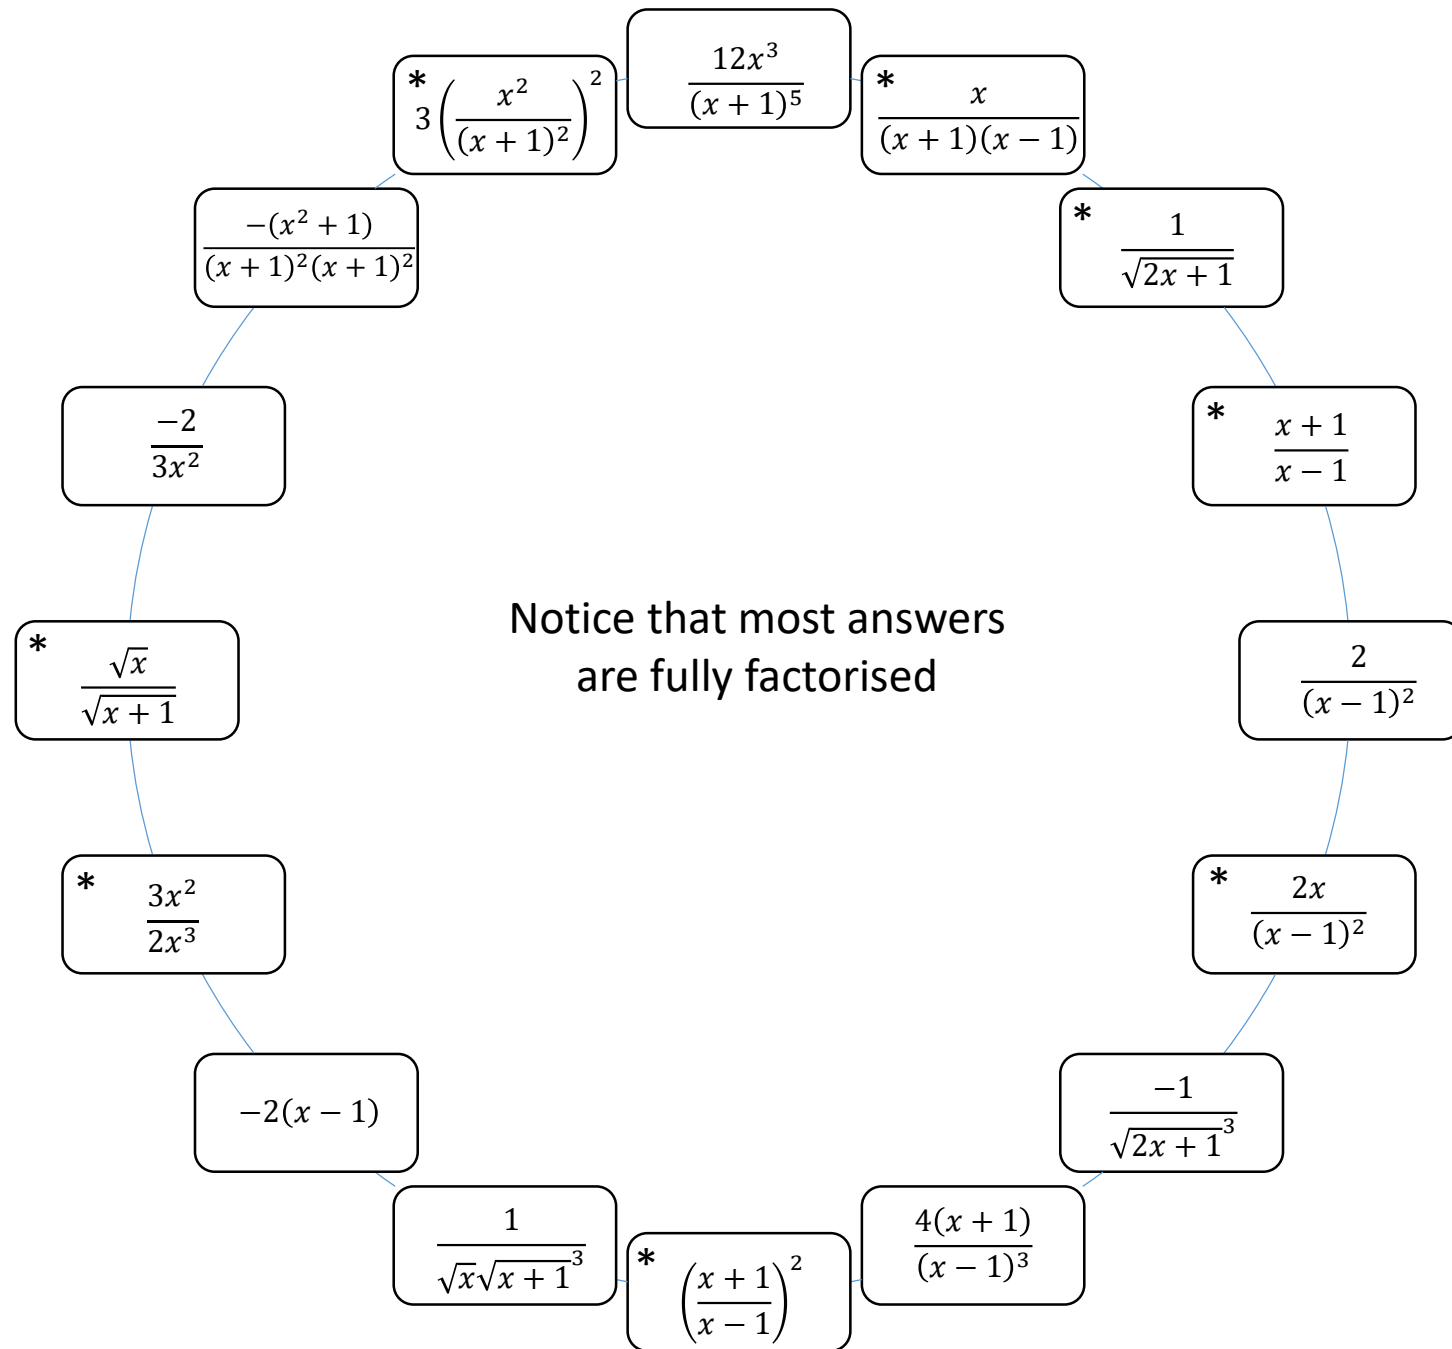 12x³/(x + 1)⁵
* x/((x + 1)(x − 1))
* 1/√(2x + 1)
* (x + 1)/(x − 1)
2/(x − 1)²
* 2x/(x − 1)²
−1/√(2x + 1)³
4(x + 1)/(x − 1)³
* ((x + 1)/(x − 1))²
1/(√x√(x + 1)³)
−2(x − 1)
* 3x²/2x³
* √x/√(x + 1)
−2/3x²
−(x² + 1)/((x + 1)²(x + 1)²)
* 3(x²/(x + 1)²)²
Notice that most answers
are fully factorised